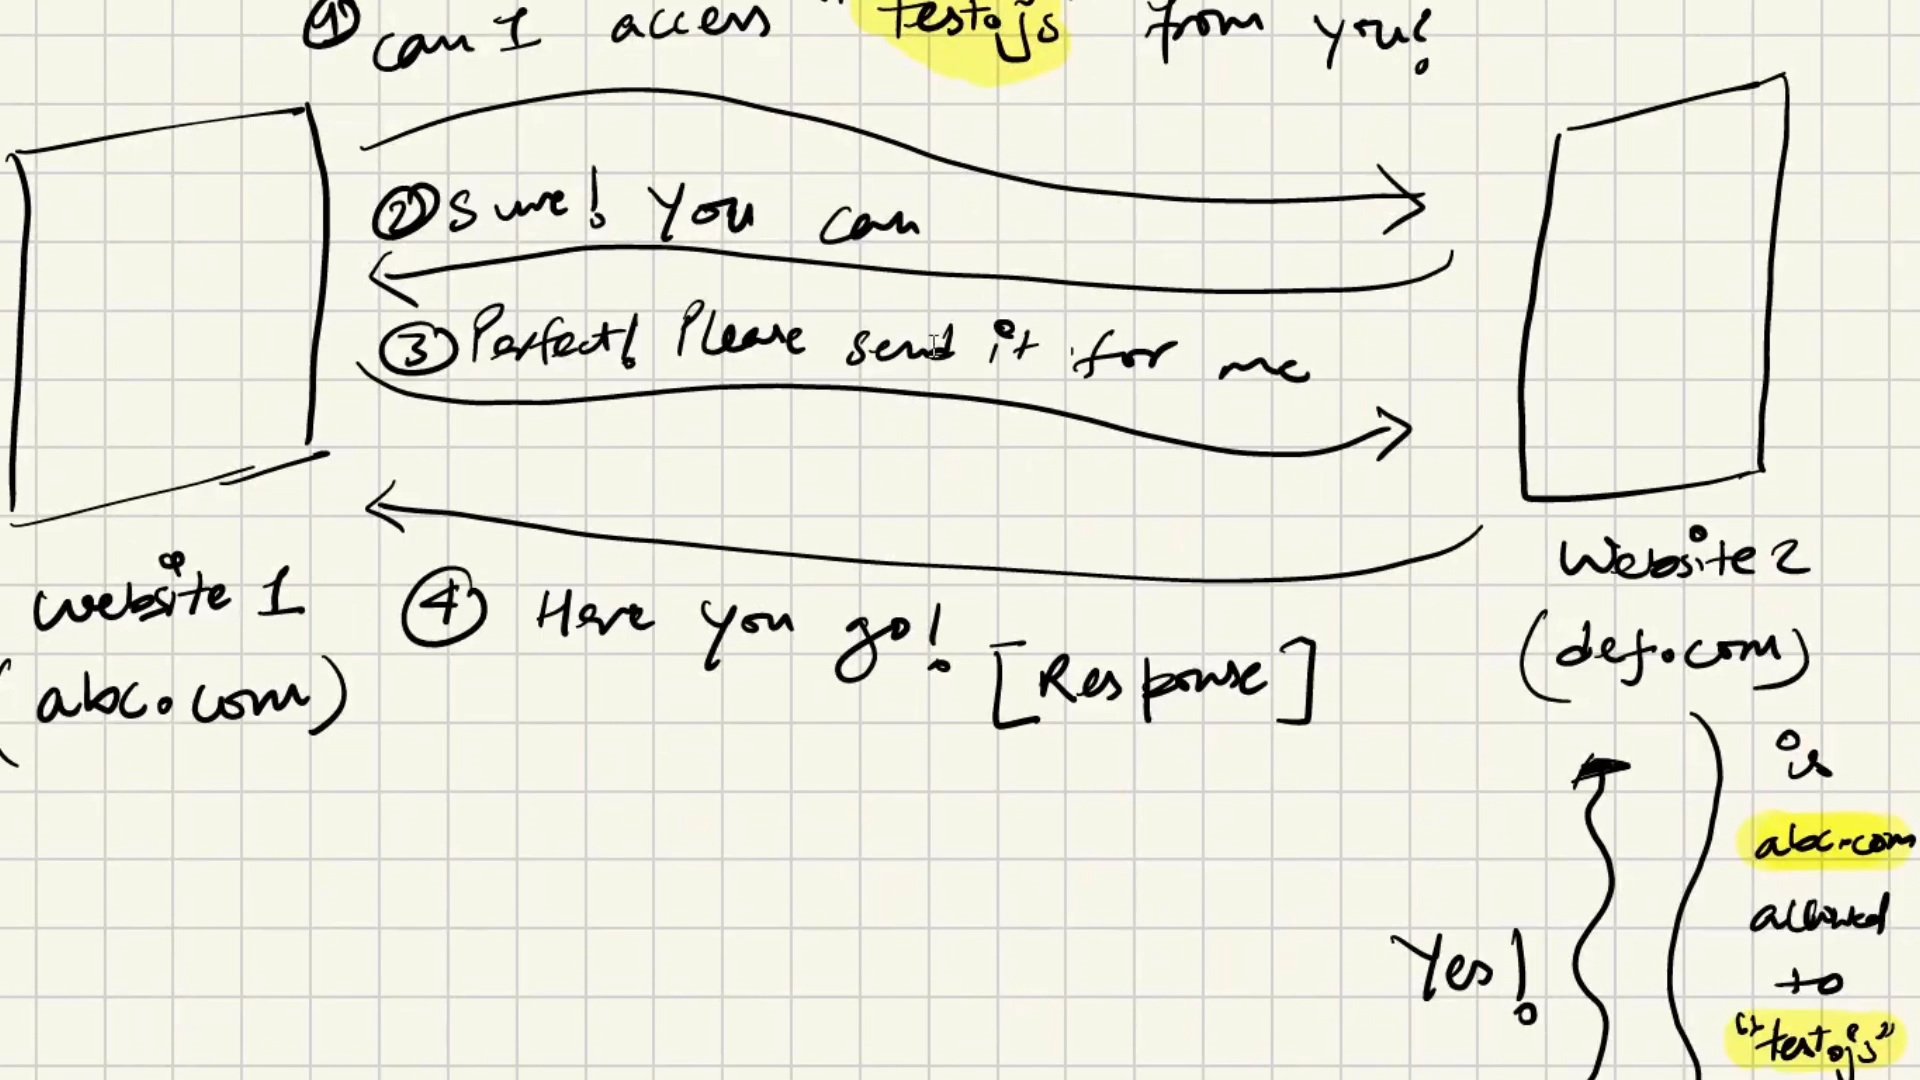 ① can I access "test.js" from you?
② Sure! You can
③ Perfect! Please send it for me
④ Here you go!
[Response]
website 1
(abc.com)
Website 2
(def.com)
is
abc.com
allowed
to
"test.js"
Yes!